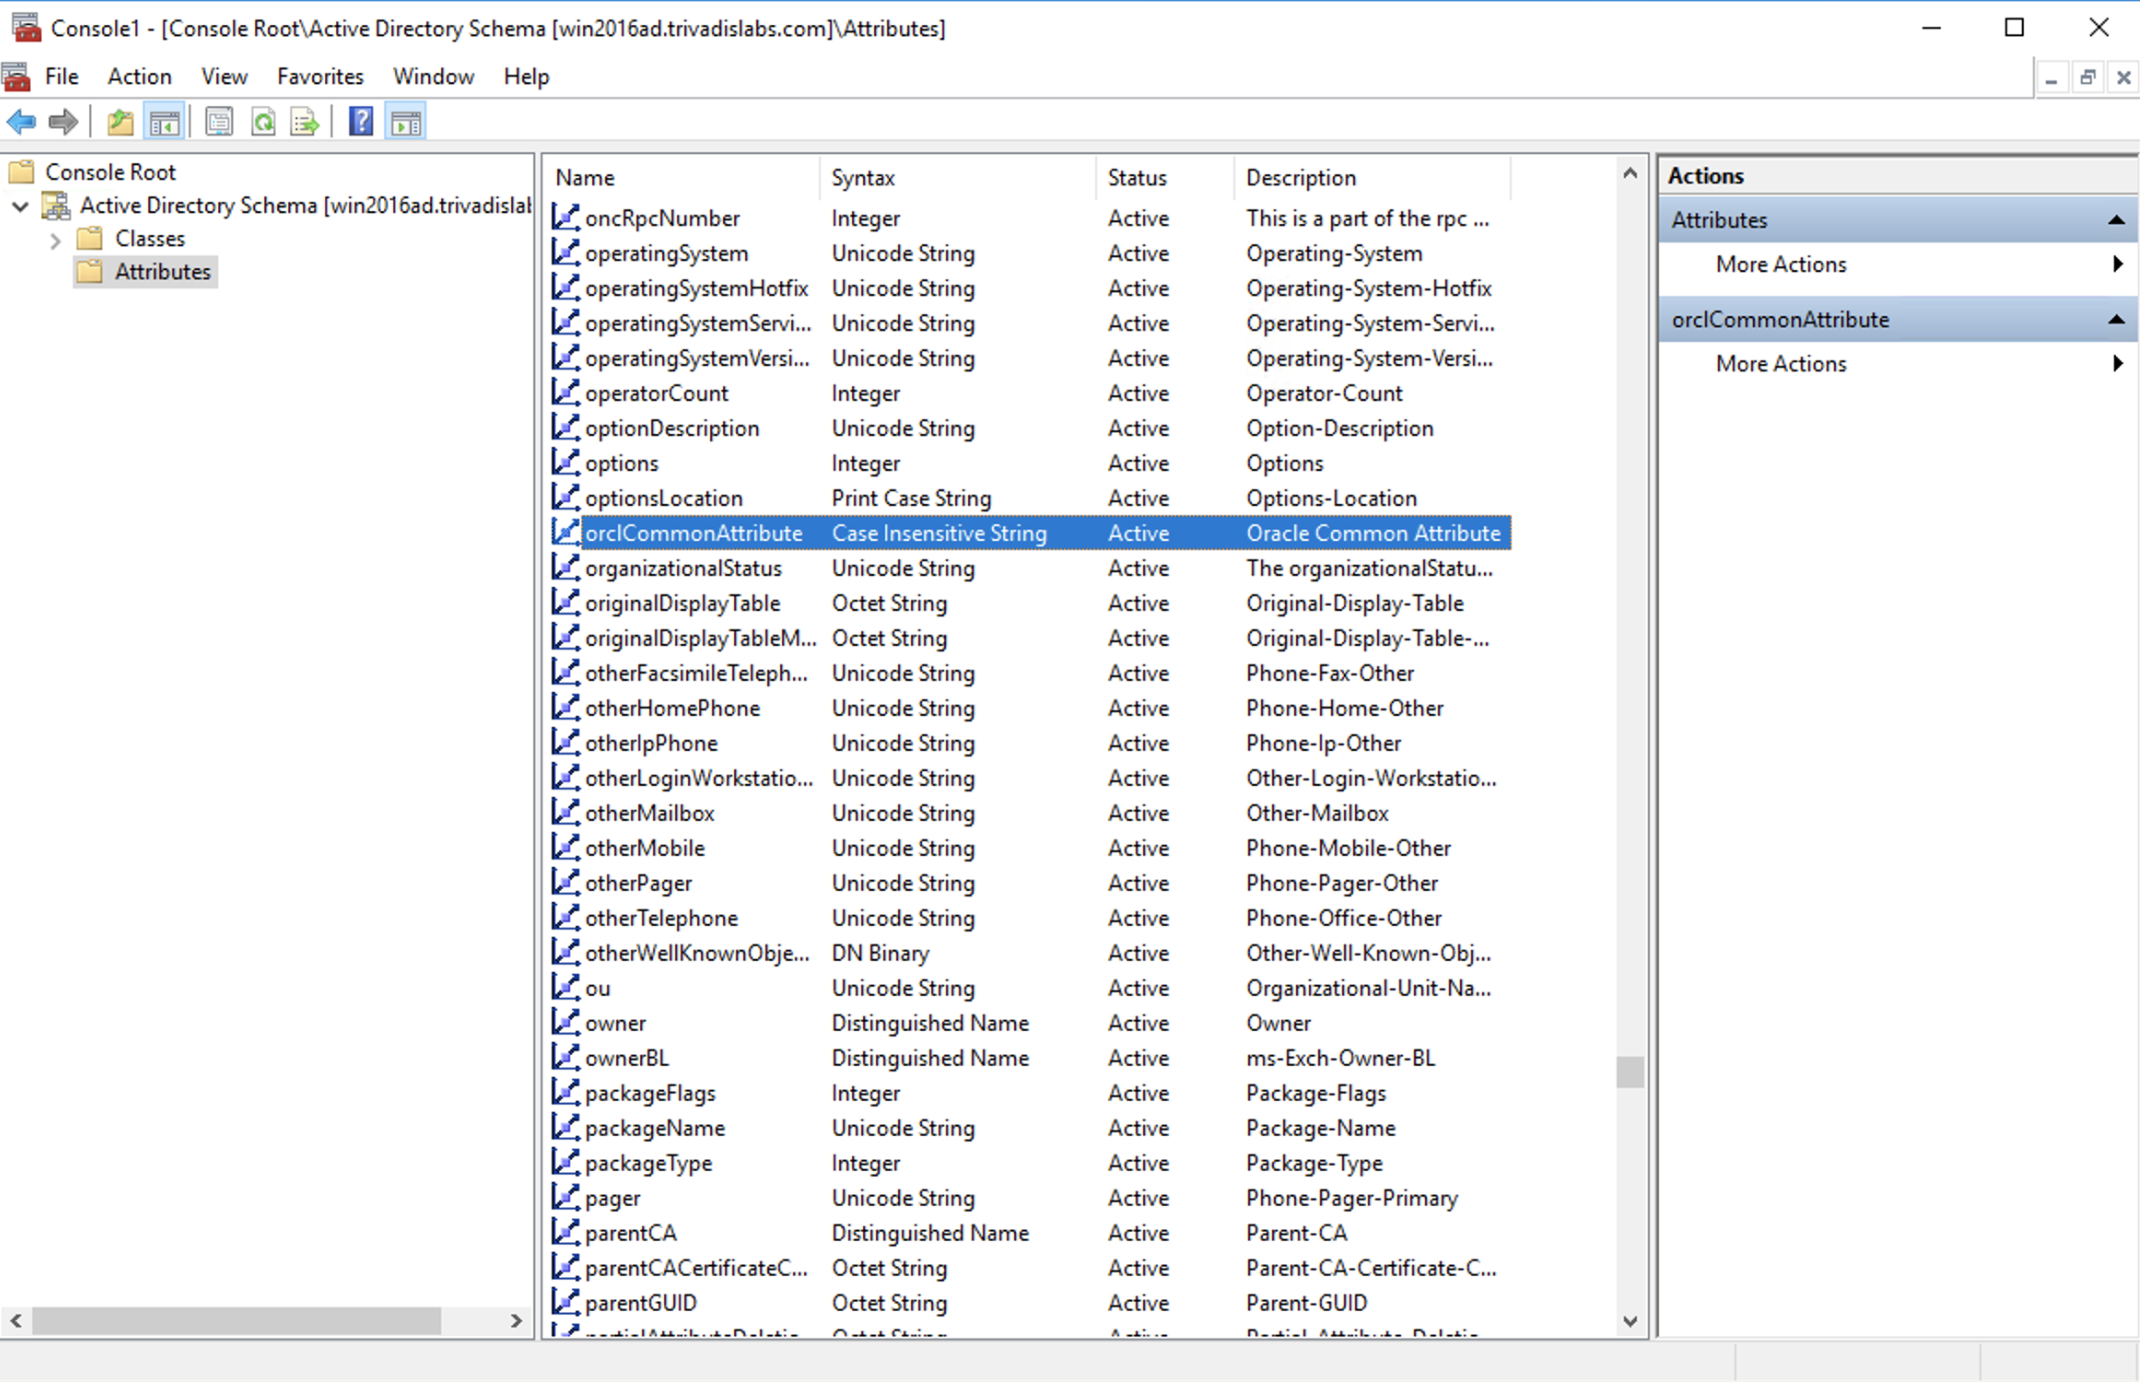 Console1 - [Console Root\Active Directory Schema [win2016ad.trivadislabs.com]\Attributes]
File Action View Favorites Window Help
Console Root
Active Directory Schema [win2016ad.trivadislab
Classes
Attributes
Name Syntax Status Description
oncRpcNumber Integer Active This is a part of the rpc ...
operatingSystem Unicode String Active Operating-System
operatingSystemHotfix Unicode String Active Operating-System-Hotfix
operatingSystemServi... Unicode String Active Operating-System-Servi...
operatingSystemVersi... Unicode String Active Operating-System-Versi...
operatorCount Integer Active Operator-Count
optionDescription Unicode String Active Option-Description
options Integer Active Options
optionsLocation Print Case String Active Options-Location
orclCommonAttribute Case Insensitive String Active Oracle Common Attribute
organizationalStatus Unicode String Active The organizationalStatu...
originalDisplayTable Octet String Active Original-Display-Table
originalDisplayTableM... Octet String Active Original-Display-Table-...
otherFacsimileTeleph... Unicode String Active Phone-Fax-Other
otherHomePhone Unicode String Active Phone-Home-Other
otherIpPhone Unicode String Active Phone-Ip-Other
otherLoginWorkstatio... Unicode String Active Other-Login-Workstatio...
otherMailbox Unicode String Active Other-Mailbox
otherMobile Unicode String Active Phone-Mobile-Other
otherPager Unicode String Active Phone-Pager-Other
otherTelephone Unicode String Active Phone-Office-Other
otherWellKnownObje... DN Binary Active Other-Well-Known-Obj...
ou Unicode String Active Organizational-Unit-Na...
owner Distinguished Name Active Owner
ownerBL Distinguished Name Active ms-Exch-Owner-BL
packageFlags Integer Active Package-Flags
packageName Unicode String Active Package-Name
packageType Integer Active Package-Type
pager Unicode String Active Phone-Pager-Primary
parentCA Distinguished Name Active Parent-CA
parentCACertificateC... Octet String Active Parent-CA-Certificate-C...
parentGUID Octet String Active Parent-GUID
partialAttributeDeletio... Octet String Active Partial-Attribute-Deletio...
Actions
Attributes
More Actions
orclCommonAttribute
More Actions